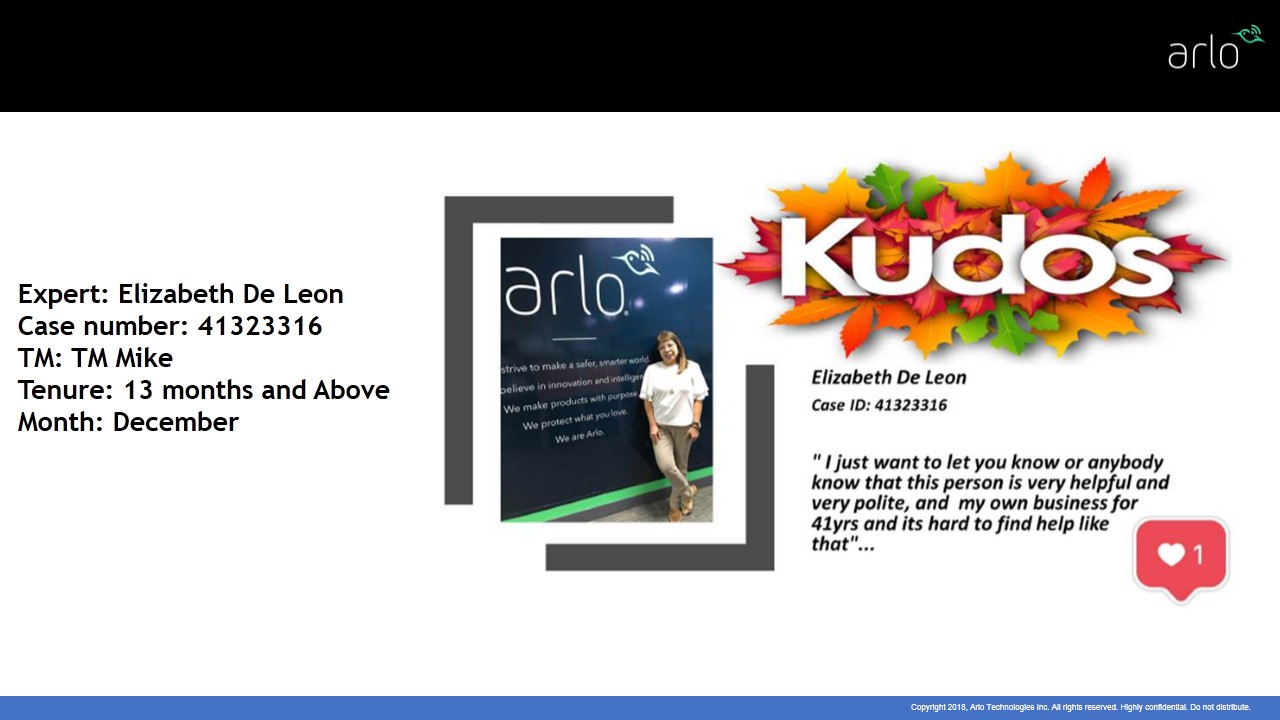 arlo
Expert: Elizabeth De Leon
Case number: 41323316
TM: TM Mike
Tenure: 13 months and Above
Month: December
arlo
strive to make a safer, smarter world.
believe in innovation and
We make products with purpose.
We protect what you love.
We are Arlo.
Kudos
Elizabeth De Leon
Case ID: 41323316
" I just want to let you know or anybody
know that this person is very helpful and
very polite, and  my own business for
41yrs and its hard to find help like
that"...
1
Copyright 2018, Arlo Technologies Inc. All rights reserved. Highly confidential. Do not distribute.